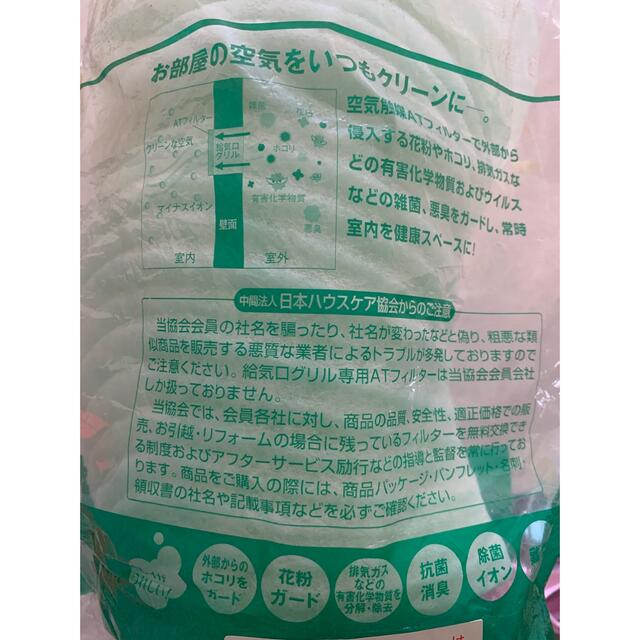 お部屋の空気をいつもクリーンに—。
ATフィルター
クリーンな空気
マイナスイオン
室内
給気口
グリル
壁面
雑菌
花粉
ホコリ
有害化学物質
悪臭
室外
空気触媒ATフィルターで外部から
侵入する花粉やホコリ、排気ガスな
どの有害化学物質およびウイルス
などの雑菌、悪臭をガードし、常時
室内を健康スペースに!
中間法人 日本ハウスケア協会からのご注意
当協会会員の社名を騙ったり、社名が変わったなどと偽り、粗悪な類
似商品を販売する悪質な業者によるトラブルが多発しておりますので
ご注意ください。給気口グリル専用ATフィルターは当協会会員会社
しか扱っておりません。
当協会では、会員各社に対し、商品の品質、安全性、適正価格での販
売、お引越・リフォームの場合に残っているフィルターを無料交換でき
る制度およびアフターサービス励行などの指導と監督を常に行ってお
ります。商品をご購入の際には、商品パッケージ・パンフレット・名刺・
領収書の社名や記載事項などを必ずご確認ください。
外部からの
ホコリを
ガード
花粉
ガード
排気ガス
などの
有害化学物質を
分解・除去
抗菌
消臭
除菌
イオン